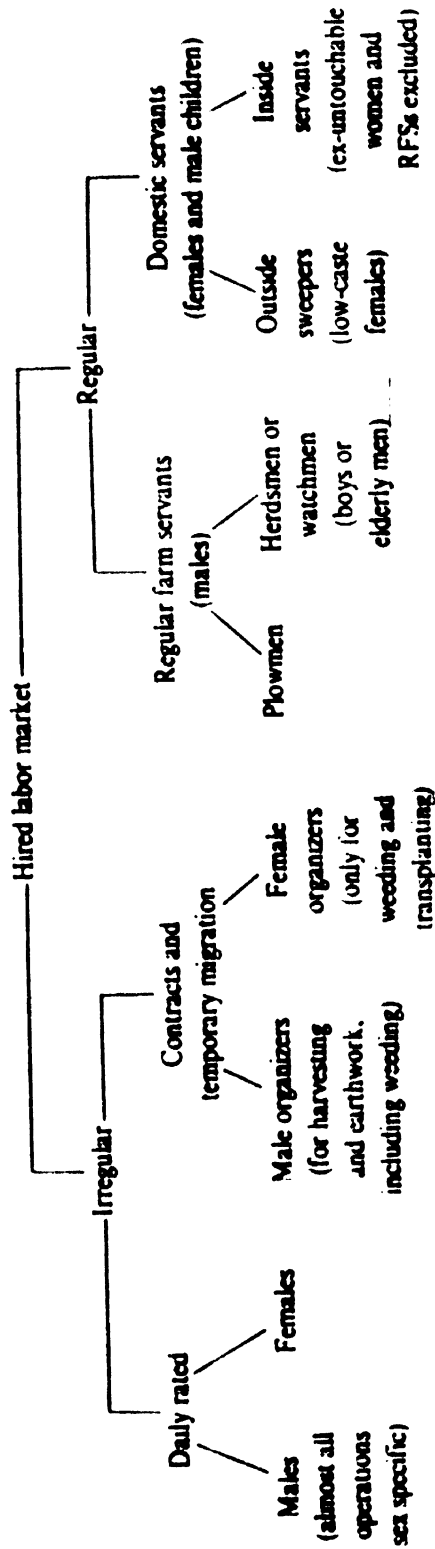 Hired labor market
Irregular
Regular
Daily rated
Contracts and
temporary migration
Regular farm servants
(males)
Domestic servants
(females and male children)
Males
(almost all
operations
sex specific)
Females
Male organizers
(for harvesting
and earthwork,
including weeding)
Female
organizers
(only for
weeding and
transplanting)
Plowmen
Herdsmen or
watchmen
(boys or
elderly men)
Outside
sweepers
(low-caste
females)
Inside
servants
(ex-untouchable
women and
RFSs excluded)